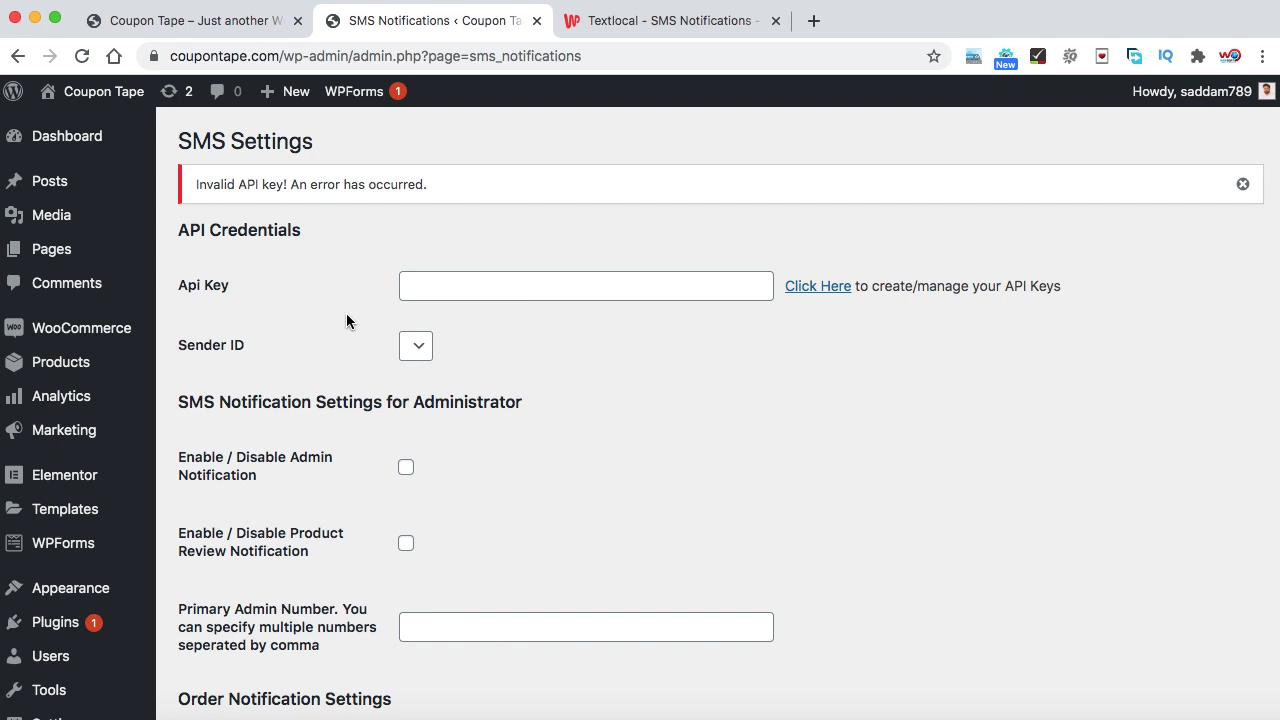 Coupon Tape – Just another W
SMS Notifications ‹ Coupon Ta
Textlocal - SMS Notifications -
coupontape.com/wp-admin/admin.php?page=sms_notifications
New
IQ
Coupon Tape
2
0
New
WPForms
1
Howdy, saddam789
Dashboard
Posts
Media
Pages
Comments
WooCommerce
Products
Analytics
Marketing
Elementor
Templates
WPForms
Appearance
Plugins
1
Users
Tools
SMS Settings
Invalid API key! An error has occurred.
API Credentials
Api Key
Click Here to create/manage your API Keys
Sender ID
SMS Notification Settings for Administrator
Enable / Disable Admin
Notification
Enable / Disable Product
Review Notification
Primary Admin Number. You
can specify multiple numbers
seperated by comma
Order Notification Settings